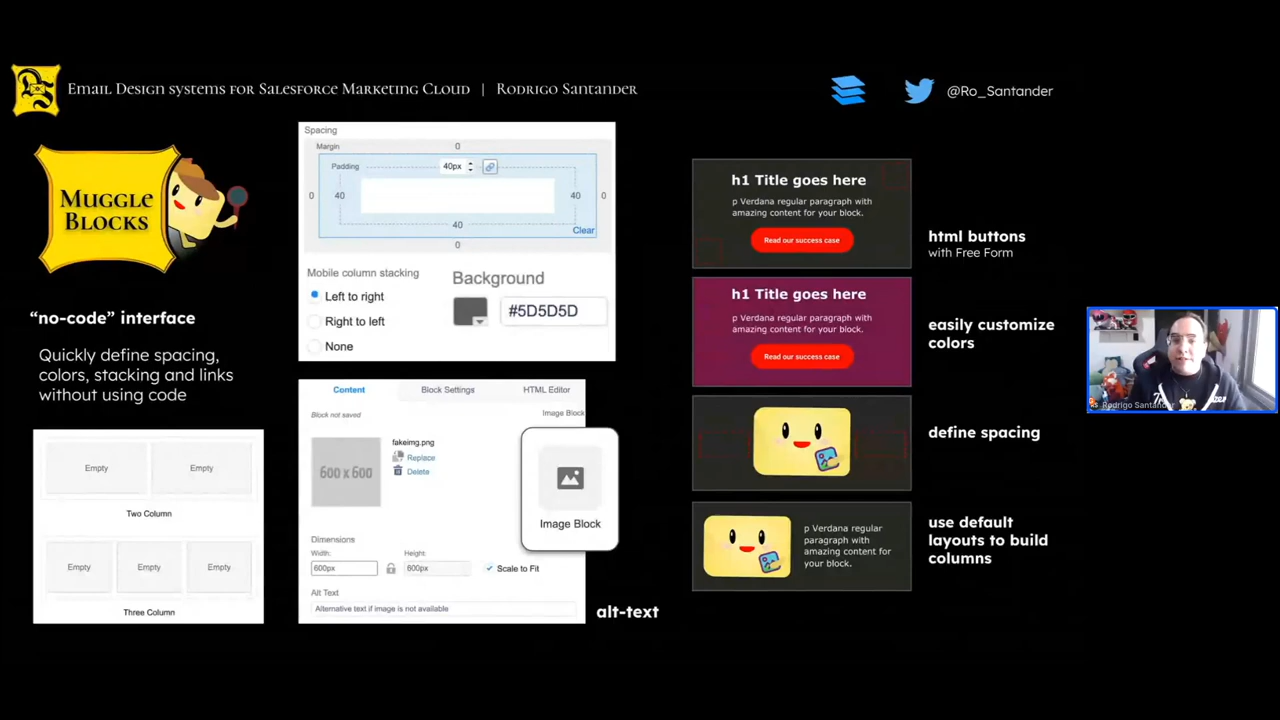 Email Design systems for Salesforce Marketing Cloud | Rodrigo Santander
@Ro_Santander
Muggle
Blocks
“no-code” interface
Quickly define spacing,
colors, stacking and links
without using code
Empty
Empty
Two Column
Empty
Empty
Empty
Three Column
Spacing
Margin
0
Padding
40px
0
40
40
0
40
Clear
0
Mobile column stacking
Left to right
Right to left
None
Background
#5D5D5D
Content
Block Settings
HTML Editor
Block not saved
Image Block
600 x 600
fakeimg.png
Replace
Delete
Image Block
Dimensions
Width:
Height:
600px
600px
Scale to Fit
Alt Text
Alternative text if image is not available
alt-text
h1 Title goes here
p Verdana regular paragraph with
amazing content for your block.
Read our success case
html buttons
with Free Form
h1 Title goes here
p Verdana regular paragraph with
amazing content for your block.
Read our success case
easily customize
colors
define spacing
p Verdana regular
paragraph with
amazing content for
your block.
use default
layouts to build
columns
Rodrigo Santander